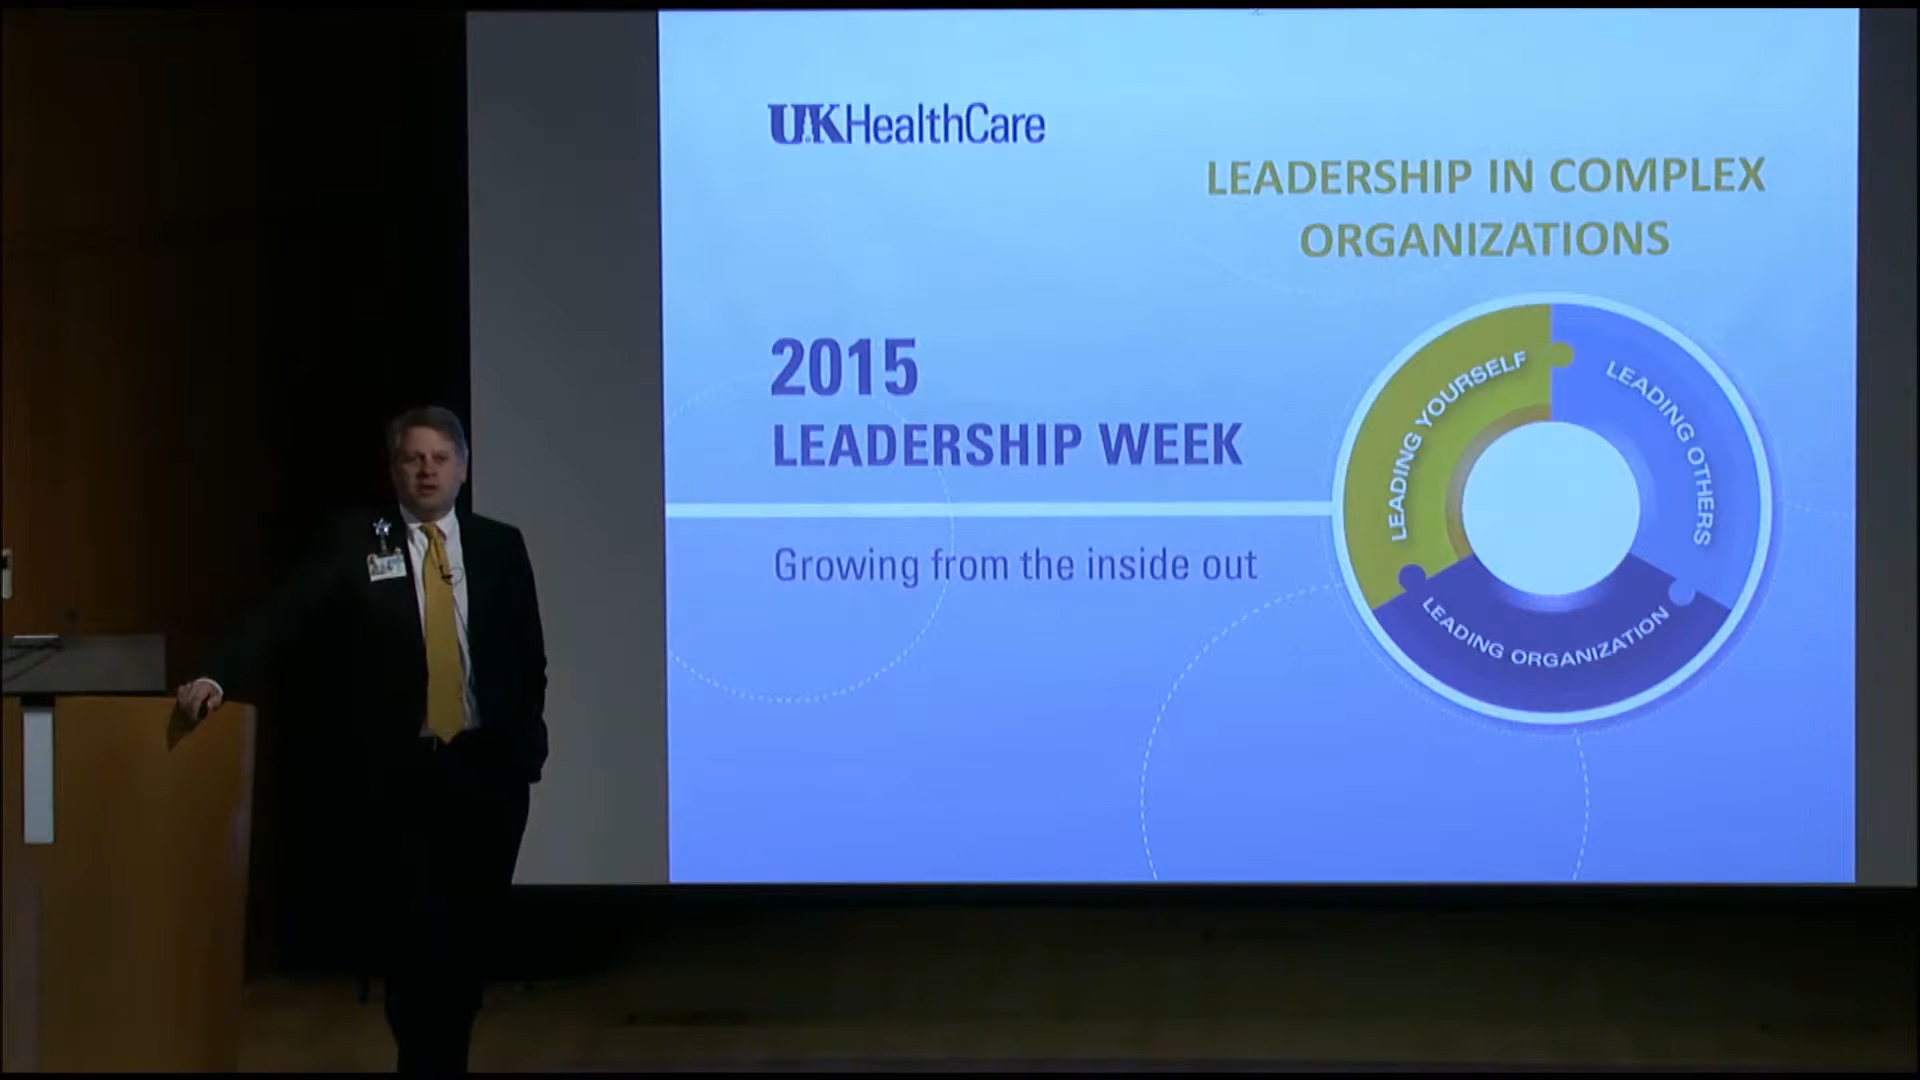 UKHealthCare
LEADERSHIP IN COMPLEX
ORGANIZATIONS
2015
LEADERSHIP WEEK
Growing from the inside out
LEADING YOURSELF
LEADING OTHERS
LEADING ORGANIZATION